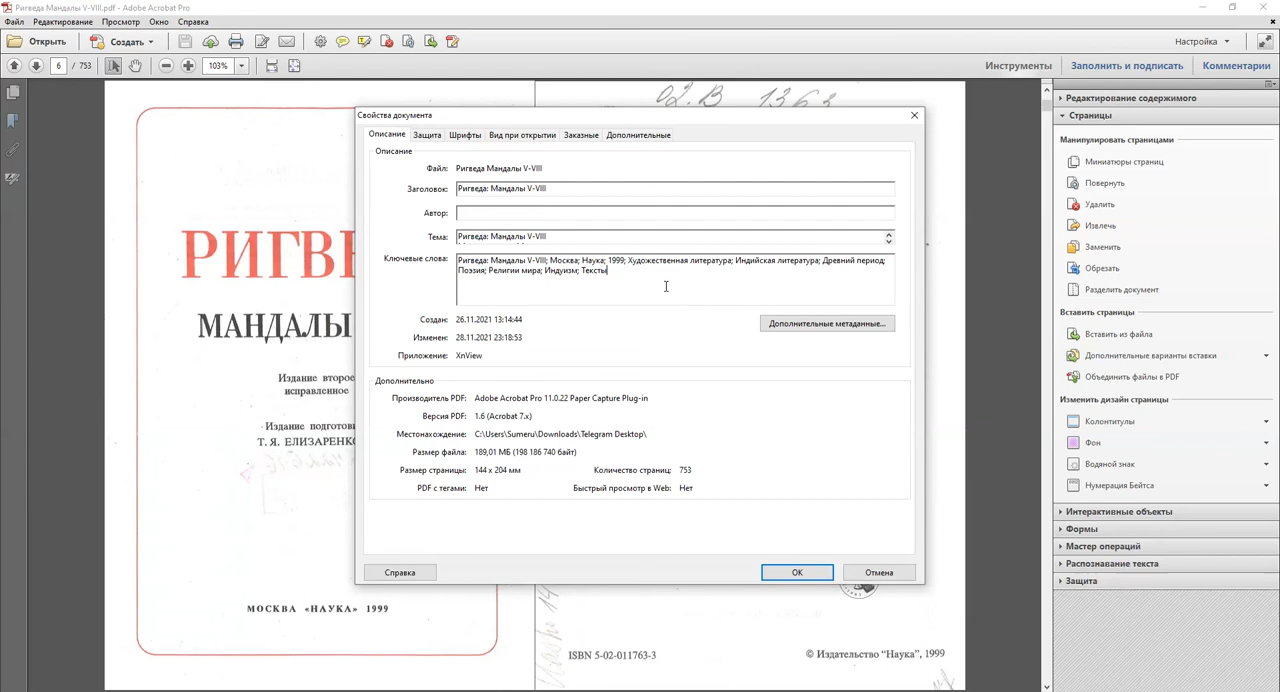 Ригведа Мандалы V-VIII.pdf - Adobe Acrobat Pro
Файл Редактирование Просмотр Окно Справка
Открыть Создать Настройка
6 / 753 103% Инструменты Заполнить и подписать Комментарии
02.В 1363
РИГВЕ
МАНДАЛЫ
Издание второе
исправленное
Издание подготови
Т. Я. ЕЛИЗАРЕНК
МОСКВА «НАУКА» 1999
ISBN 5-02-011763-3
© Издательство "Наука", 1999
Свойства документа
Описание Защита Шрифты Вид при открытии Заказные Дополнительные
Описание
Файл: Ригведа Мандалы V-VIII
Заголовок: Ригведа: Мандалы V-VIII
Автор:
Тема: Ригведа: Мандалы V-VIII
Ключевые слова: Ригведа: Мандалы V-VIII; Москва; Наука; 1999; Художественная литература; Индийская литература; Древний период;
Поэзия; Религии мира; Индуизм; Тексты
Создан: 26.11.2021 13:14:44
Дополнительные метаданные...
Изменен: 28.11.2021 23:18:53
Приложение: XnView
Дополнительно
Производитель PDF: Adobe Acrobat Pro 11.0.22 Paper Capture Plug-in
Версия PDF: 1.6 (Acrobat 7.x)
Местонахождение: C:\Users\Sumeru\Downloads\Telegram Desktop\
Размер файла: 189,01 МБ (198 186 740 байт)
Размер страницы: 144 x 204 мм Количество страниц: 753
PDF с тегами: Нет Быстрый просмотр в Web: Нет
Справка OK Отмена
Редактирование содержимого
Страницы
Манипулировать страницами
Миниатюры страниц
Повернуть
Удалить
Извлечь
Заменить
Обрезать
Разделить документ
Вставить страницы
Вставить из файла
Дополнительные варианты вставки
Объединить файлы в PDF
Изменить дизайн страницы
Колонтитулы
Фон
Водяной знак
Нумерация Бейтса
Интерактивные объекты
Формы
Мастер операций
Распознавание текста
Защита